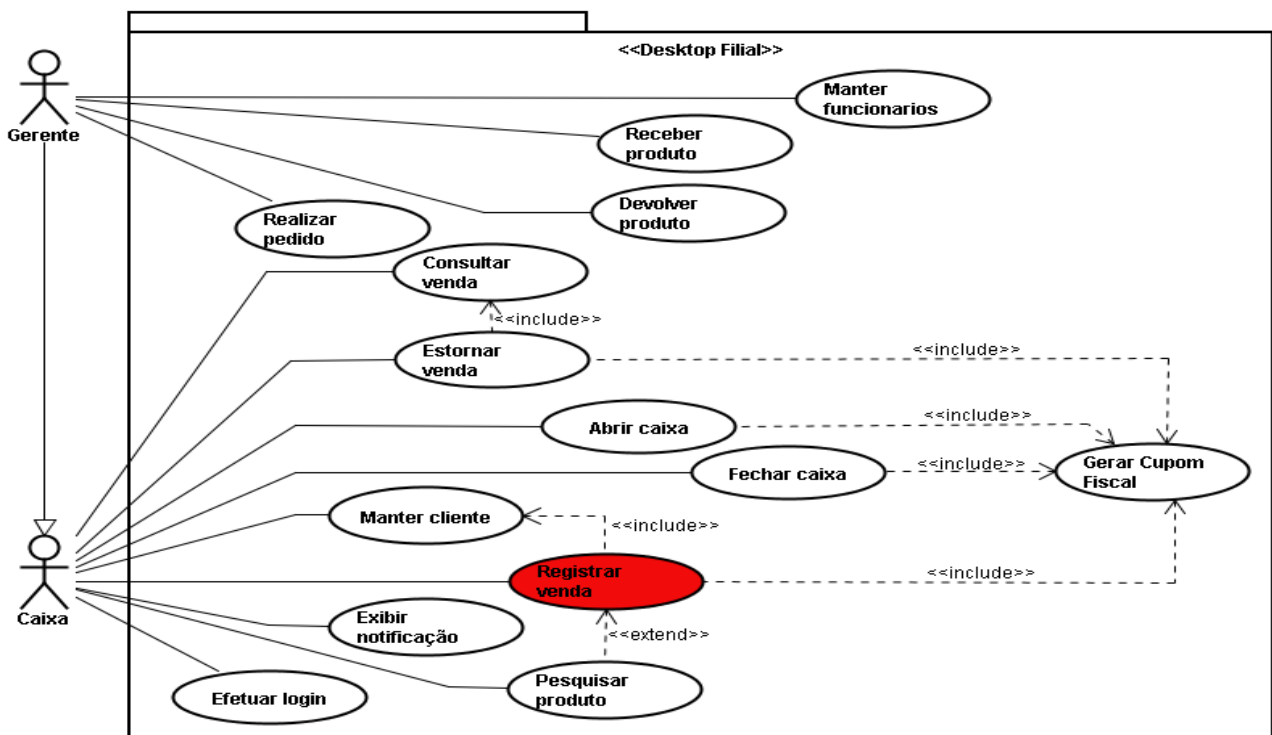 <<Desktop Filial>>
Manter
funcionarios
Gerente
Receber
produto
Devolver
produto
Realizar
pedido
Consultar
venda
<<include>>
Estornar
venda
<<include>>
Abrir caixa
<<include>>
Fechar caixa
<<include>>
Gerar Cupom
Fiscal
Manter cliente
<<include>>
Registrar
venda
<<include>>
Caixa
Exibir
notificação
<<extend>>
Pesquisar
produto
Efetuar login